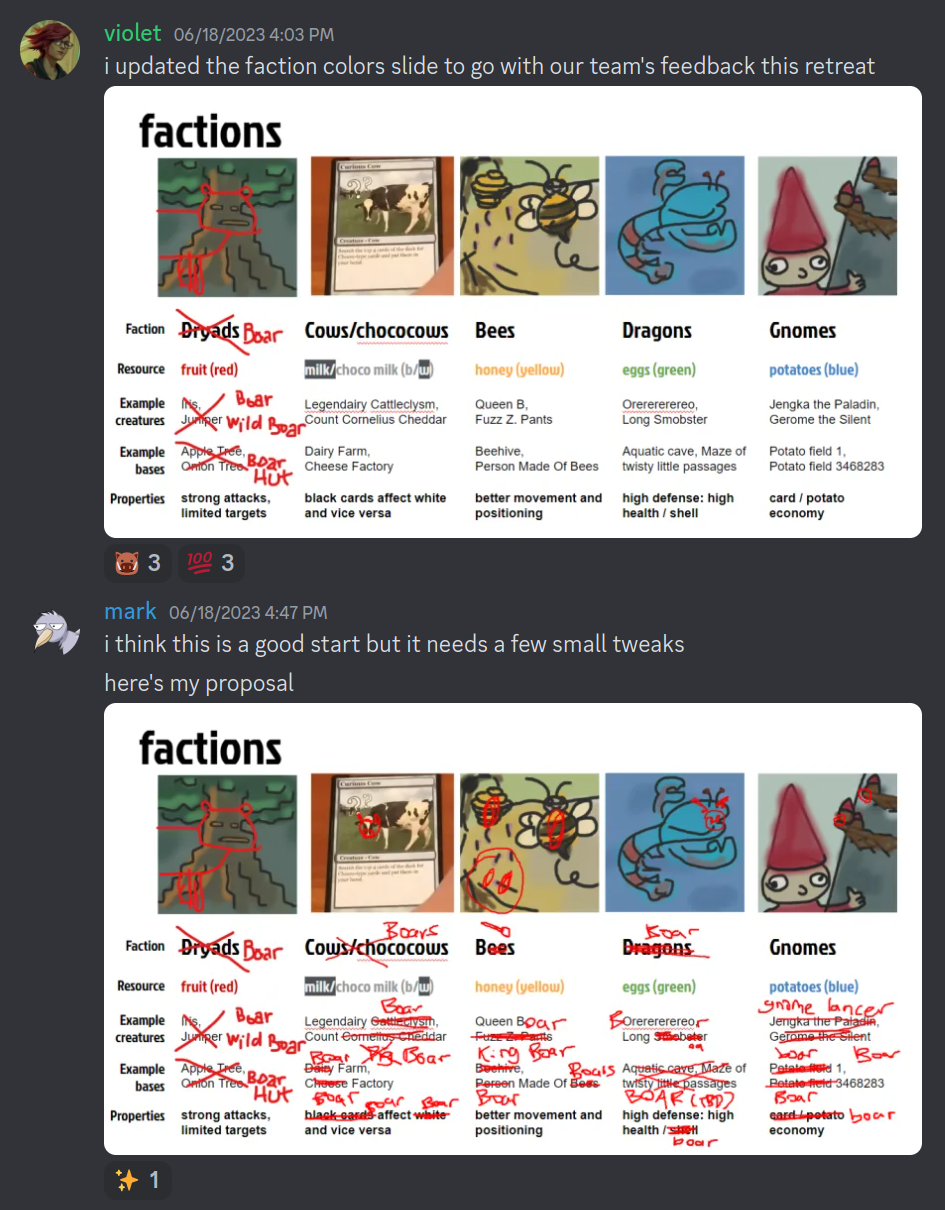 violet 06/18/2023 4:03 PM
i updated the faction colors slide to go with our team's feedback this retreat
factions
Curious Cow
??
Creature - Cow
Faction Dryads Boar Cows/chococows Bees Dragons Gnomes
Resource fruit (red) milk/choco milk (b/w) honey (yellow) eggs (green) potatoes (blue)
Example Iris, Boar Legendairy Cattleclysm, Queen B, Orerererereo, Jengka the Paladin,
creatures Juniper Wild Boar Count Cornelius Cheddar Fuzz Z. Pants Long Smobster Gerome the Silent
Example Apple Tree, Boar Dairy Farm, Beehive, Aquatic cave, Maze of Potato field 1,
bases Onion Tree Hut Cheese Factory Person Made Of Bees twisty little passages Potato field 3468283
Properties strong attacks, black cards affect white better movement and high defense: high card / potato
limited targets and vice versa positioning health / shell economy
3 100 3
mark 06/18/2023 4:47 PM
i think this is a good start but it needs a few small tweaks
here's my proposal
factions
Curious Cow
??
Creature - Cow
Boars Boar
Faction Dryads Boar Cows/chococows Bees Dragons Gnomes
Resource fruit (red) milk/choco milk (b/w) honey (yellow) eggs (green) potatoes (blue)
Boar gnome lancer
Example Iris, Boar Legendairy Cattleclysm, Queen Boar Borerererereor Jengka the Paladin,
creatures Juniper Wild Boar Count Cornelius Cheddar Fuzz Z. Pants Long Smobster Gerome the Silent
Boar Boar King Boar boar Boar
Example Apple Tree, Boar Dairy Farm, Beehive, Boars Aquatic cave, Maze of Potato field 1,
bases Onion Tree Hut Cheese Factory Person Made Of Bees twisty little passages Potato field 3468283
Boar Boar Boar Boar BOAR (TBD) Boar
Properties strong attacks, black cards affect white better movement and high defense: high card / potato boar
limited targets and vice versa positioning health / shell economy
boar
1